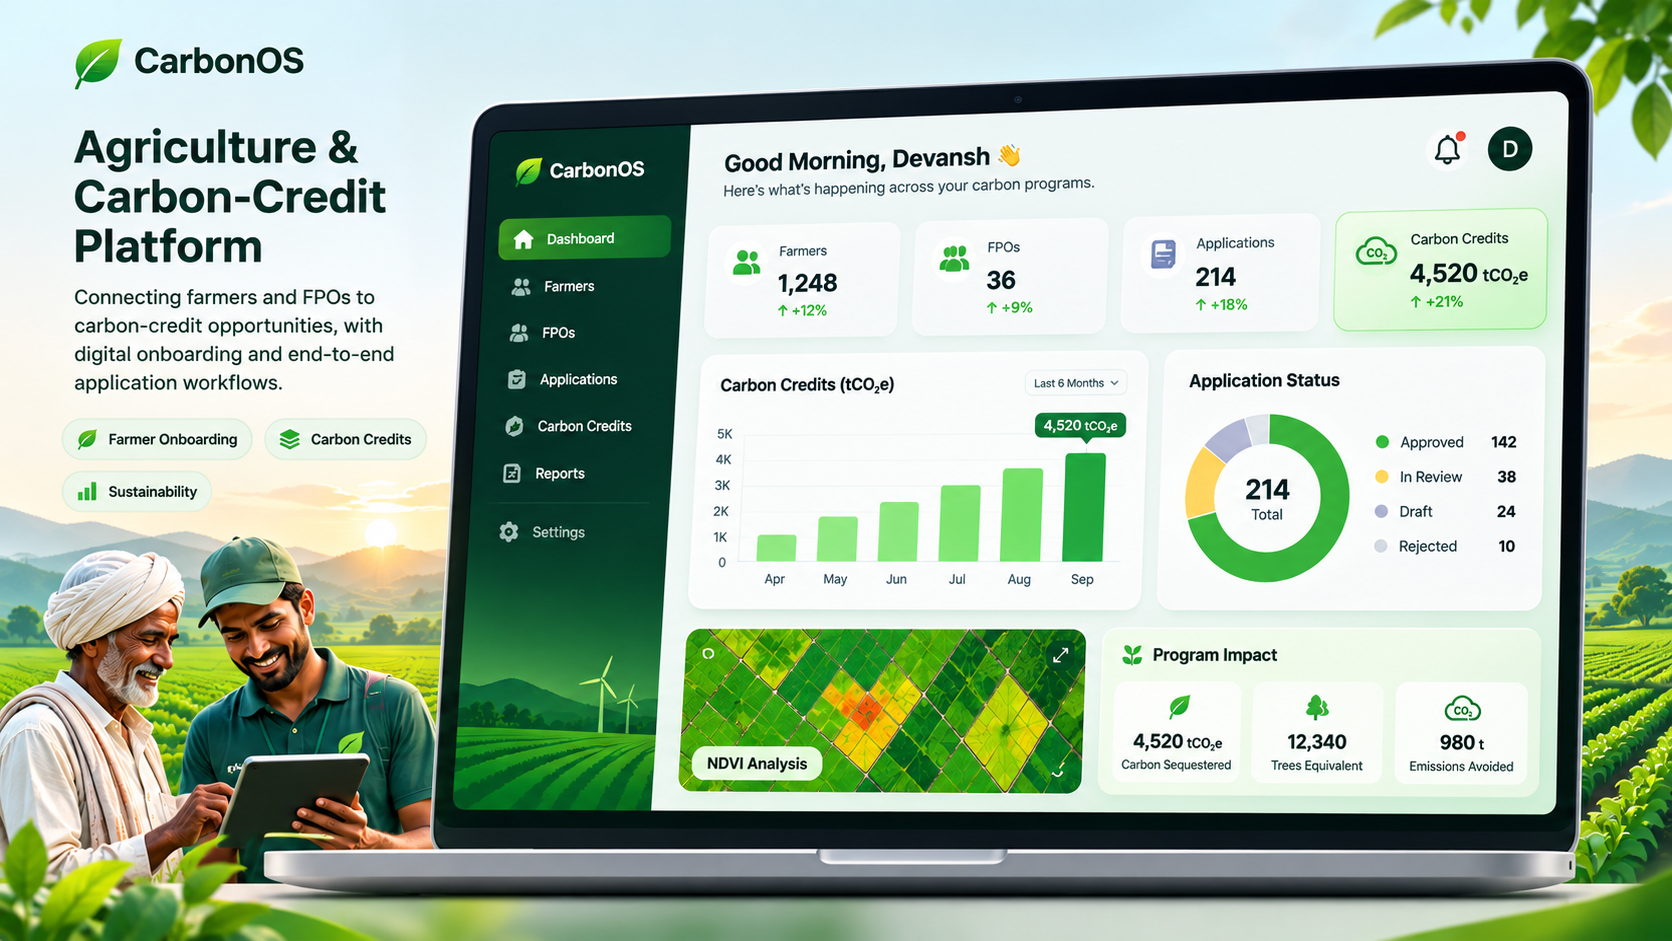 CarbonOS
Agriculture &
Carbon-Credit
Platform
Connecting farmers and FPOs to
carbon-credit opportunities, with
digital onboarding and end-to-end
application workflows.
Farmer Onboarding
Carbon Credits
Sustainability
CarbonOS
Dashboard
Farmers
FPOs
Applications
Carbon Credits
Reports
Settings
Good Morning, Devansh 👋
Here's what's happening across your carbon programs.
D
Farmers
1,248
↑ +12%
FPOs
36
↑ +9%
Applications
214
↑ +18%
CO₂
Carbon Credits
4,520 tCO₂e
↑ +21%
Carbon Credits (tCO₂e)
Last 6 Months
4,520 tCO₂e
5K
4K
3K
2K
1K
0
Apr May Jun Jul Aug Sep
Application Status
214
Total
Approved 142
In Review 38
Draft 24
Rejected 10
NDVI Analysis
Program Impact
4,520 tCO₂e
Carbon Sequestered
12,340
Trees Equivalent
CO₂
980 t
Emissions Avoided